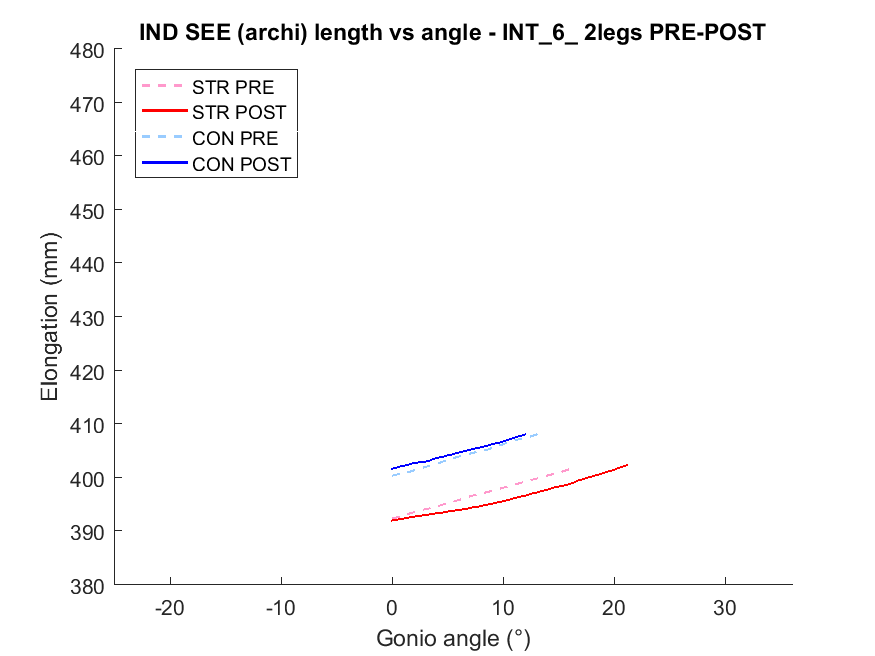 IND SEE (archi) length vs angle - INT_6_ 2legs PRE-POST
480
470
460
450
440
430
420
410
400
390
380
Elongation (mm)
STR PRE
STR POST
CON PRE
CON POST
-20
-10
0
10
20
30
Gonio angle (°)